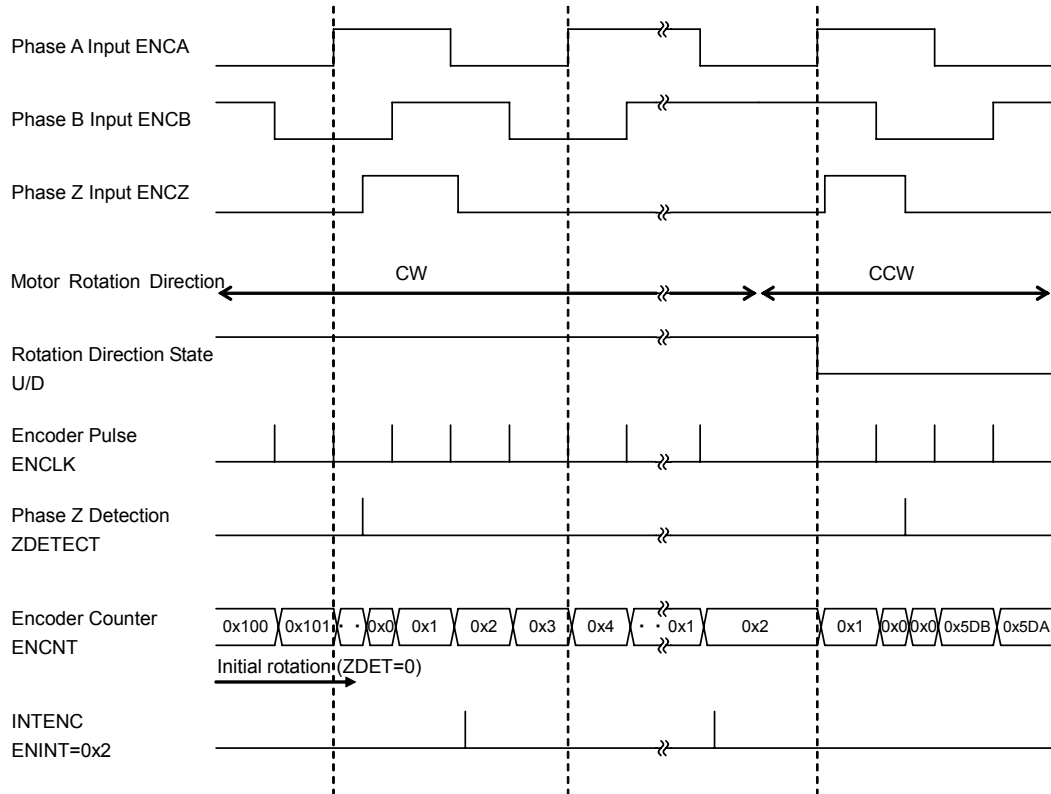 Phase A Input ENCA
Phase B Input ENCB
Phase Z Input ENCZ
Motor Rotation Direction
CW
CCW
Rotation Direction State
U/D
Encoder Pulse
ENCLK
Phase Z Detection
ZDETECT
Encoder Counter
ENCNT
0x100 0x101 · · 0x0 0x1 0x2 0x3 0x4 · · 0x1 0x2 0x1 0x0 0x0 0x5DB 0x5DA
Initial rotation (ZDET=0)
INTENC
ENINT=0x2